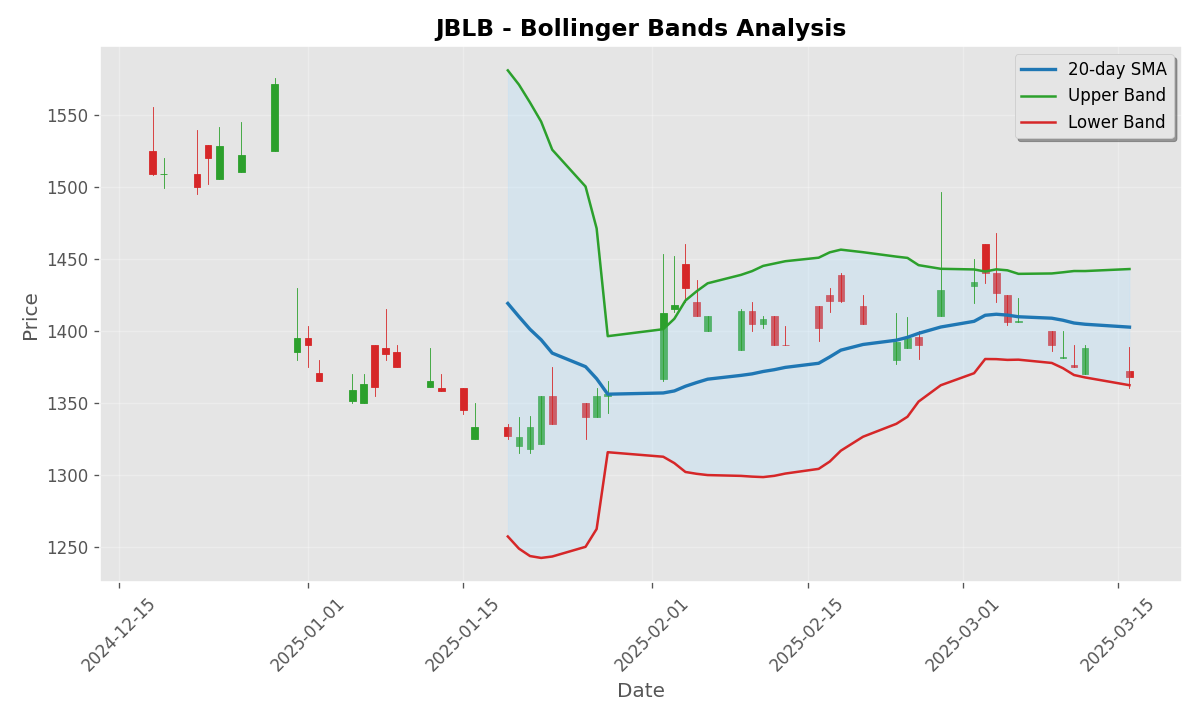 JBLB - Bollinger Bands Analysis
20-day SMA
Upper Band
Lower Band
Price
1550
1500
1450
1400
1350
1300
1250
2024-12-15
2025-01-01
2025-01-15
2025-02-01
2025-02-15
2025-03-01
2025-03-15
Date